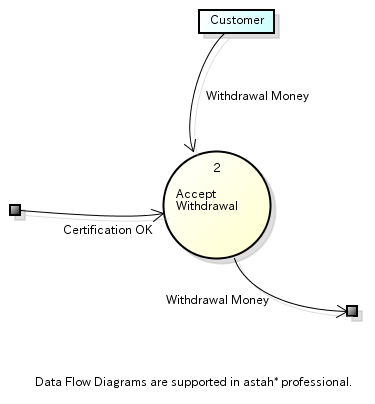 Customer
Withdrawal Money
2
Accept
Withdrawal
Certification OK
Withdrawal Money
Data Flow Diagrams are supported in astah* professional.